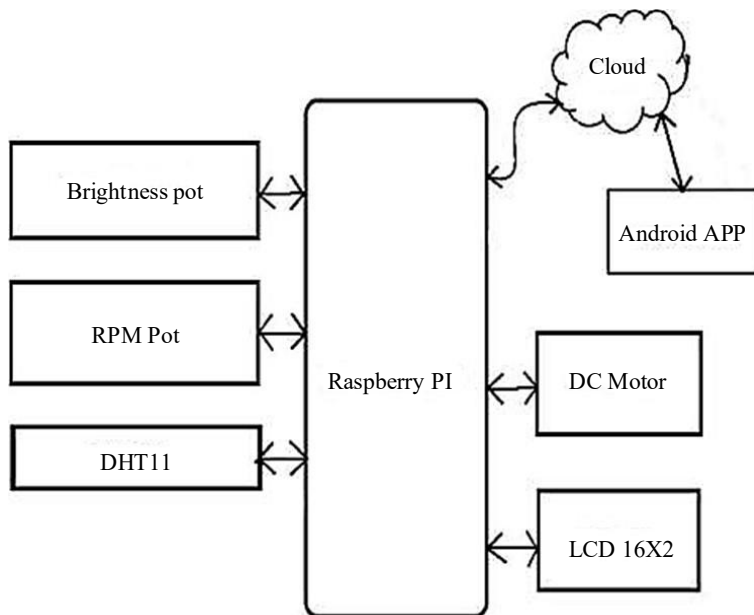 Cloud
Brightness pot
Android APP
RPM Pot
Raspberry PI
DC Motor
DHT11
LCD 16X2